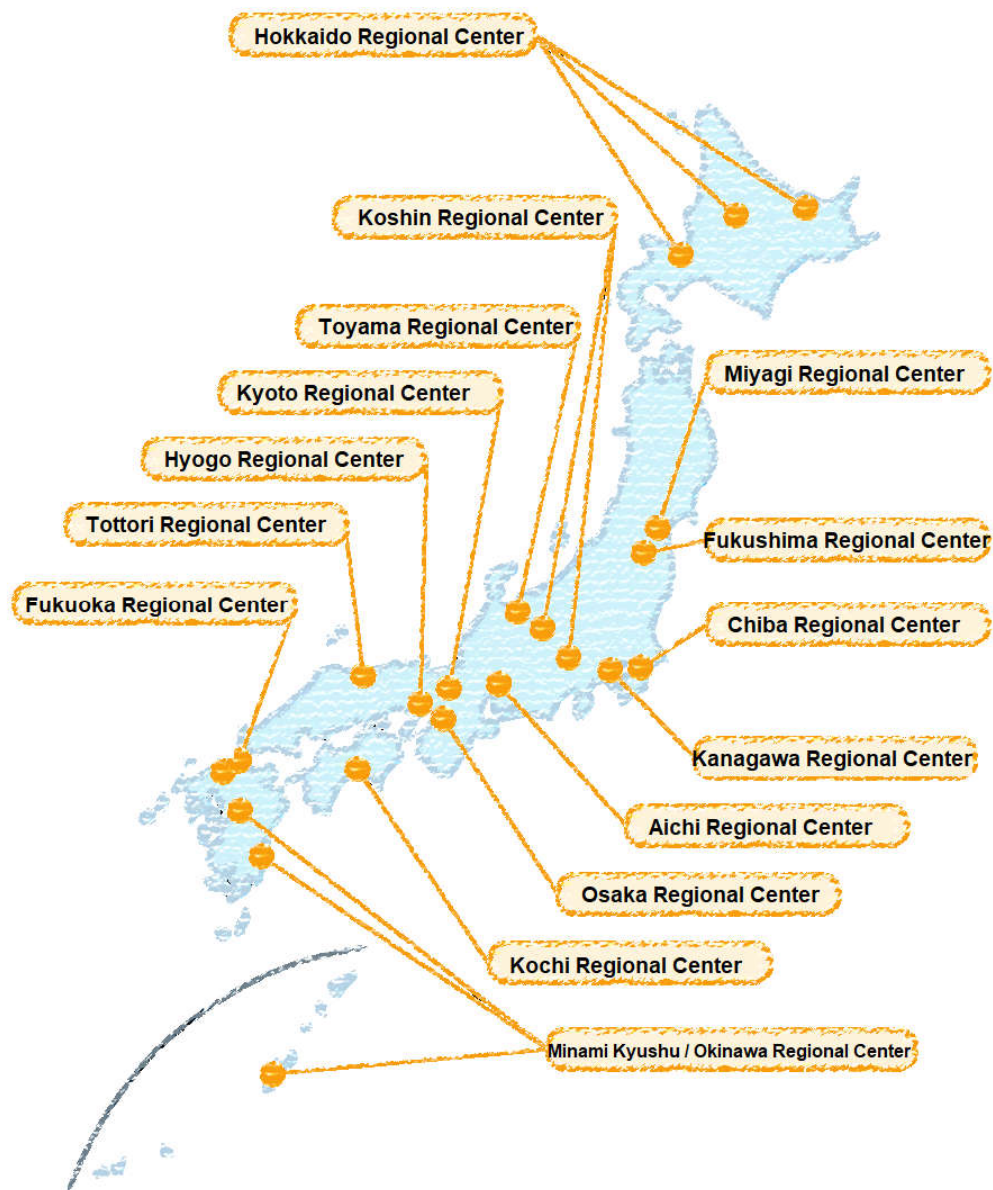 Hokkaido Regional Center
Koshin Regional Center
Toyama Regional Center
Miyagi Regional Center
Kyoto Regional Center
Hyogo Regional Center
Tottori Regional Center
Fukushima Regional Center
Fukuoka Regional Center
Chiba Regional Center
Kanagawa Regional Center
Aichi Regional Center
Osaka Regional Center
Kochi Regional Center
Minami Kyushu / Okinawa Regional Center